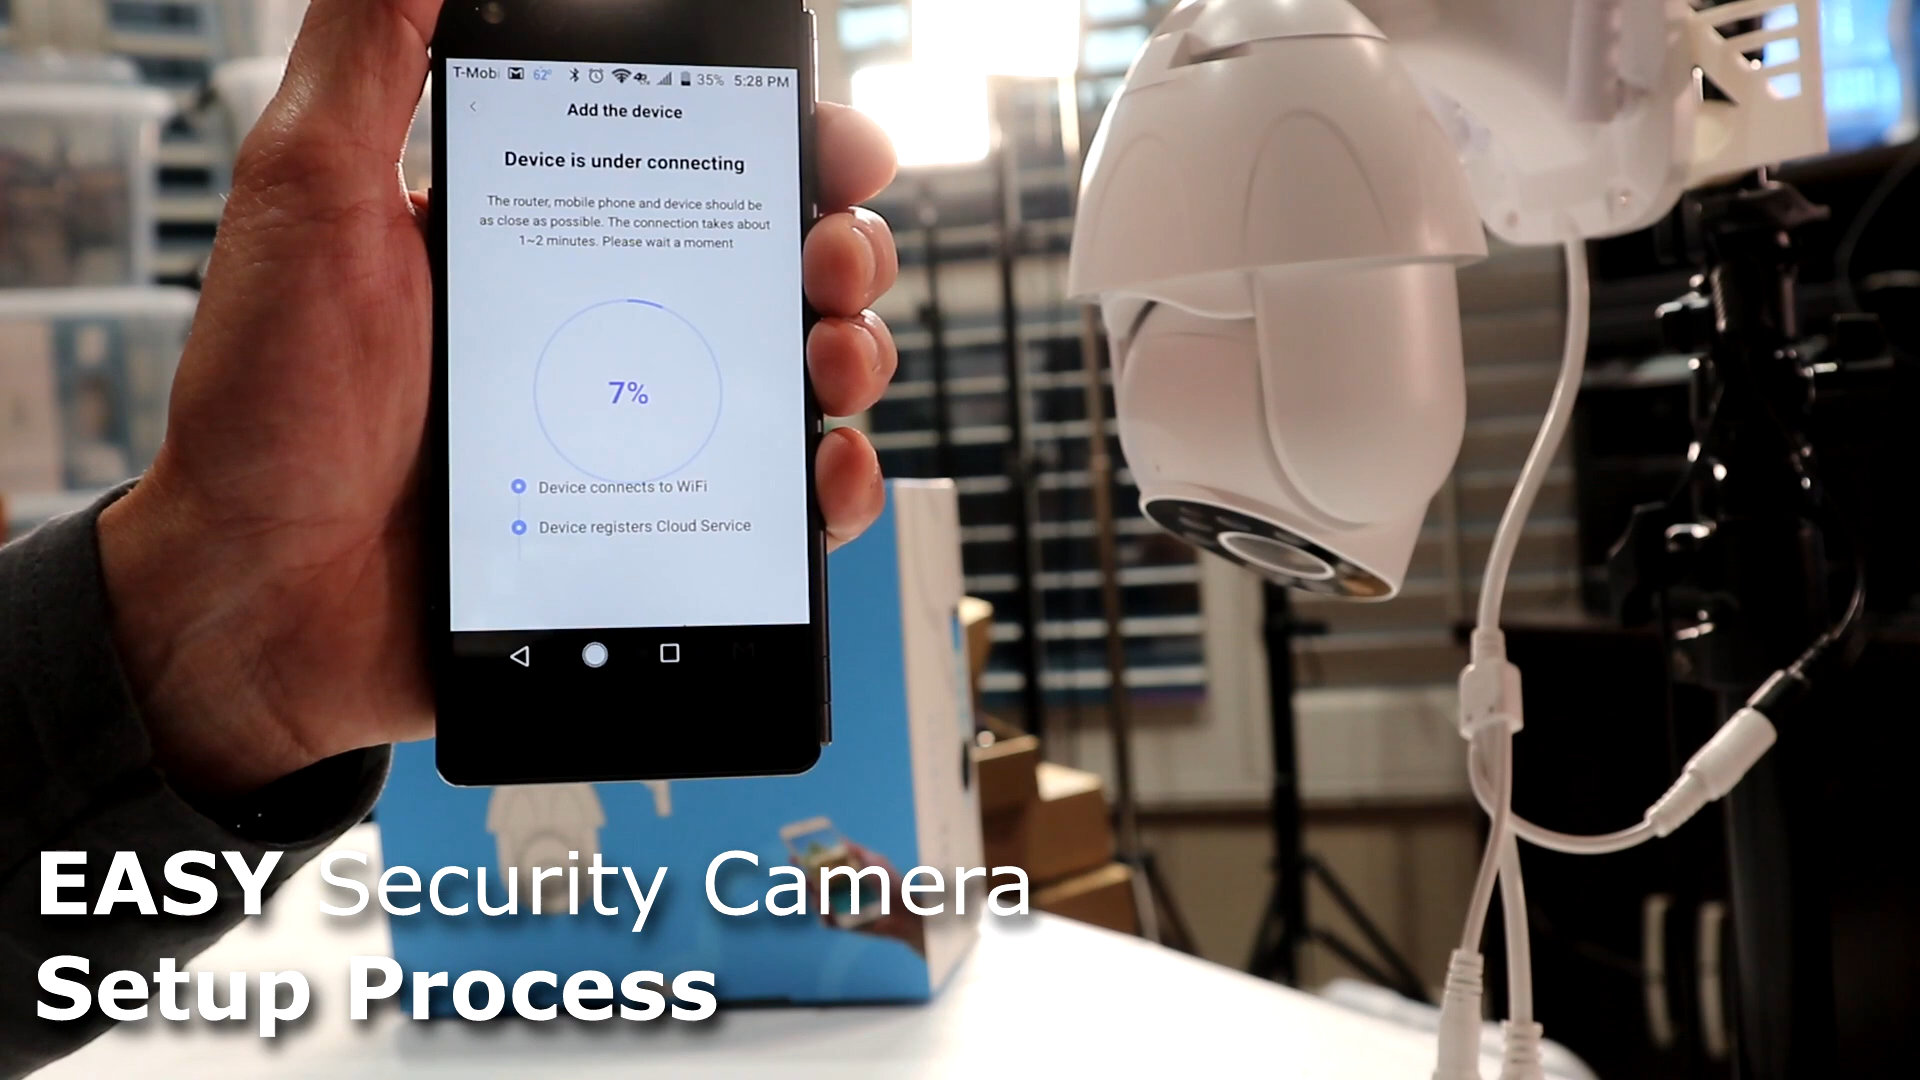 T-Mob 62° 35% 5:28 PM
Add the device
Device is under connecting
The router, mobile phone and device should be
as close as possible. The connection takes about
1~2 minutes. Please wait a moment
7%
Device connects to WiFi
Device registers Cloud Service
EASY Security Camera
Setup Process